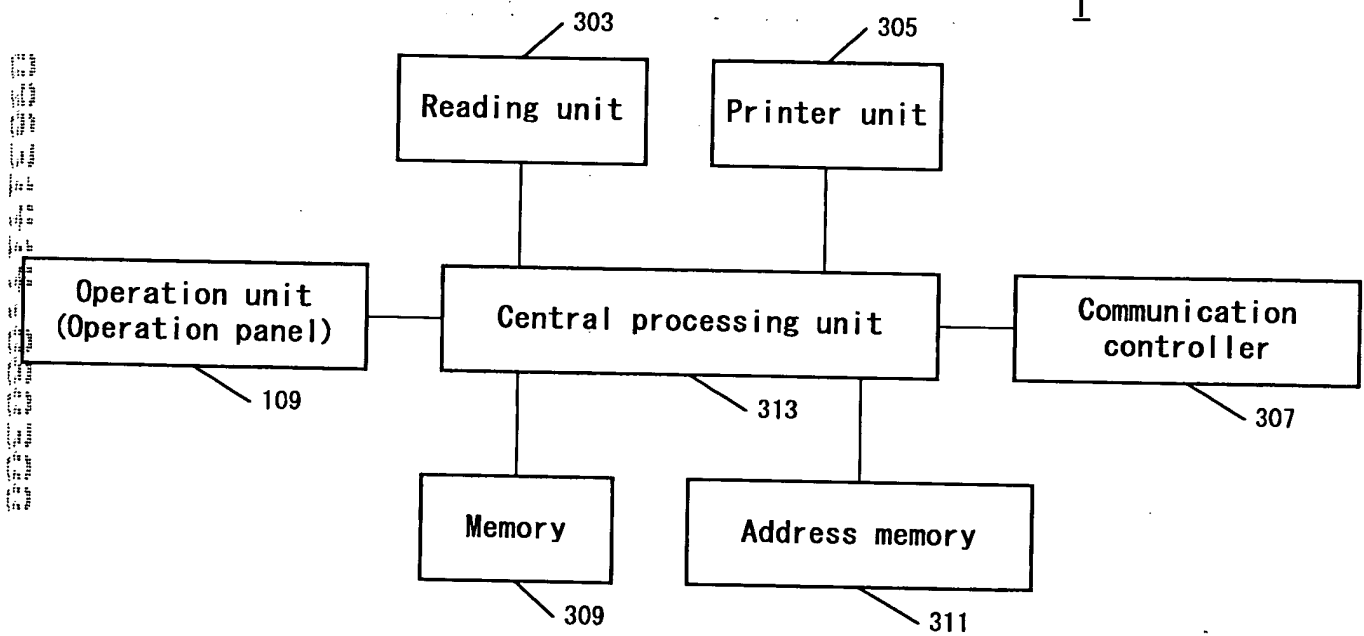 1
303
305
Reading unit
Printer unit
Operation unit
(Operation panel)
Central processing unit
Communication
controller
109
313
307
Memory
Address memory
309
311